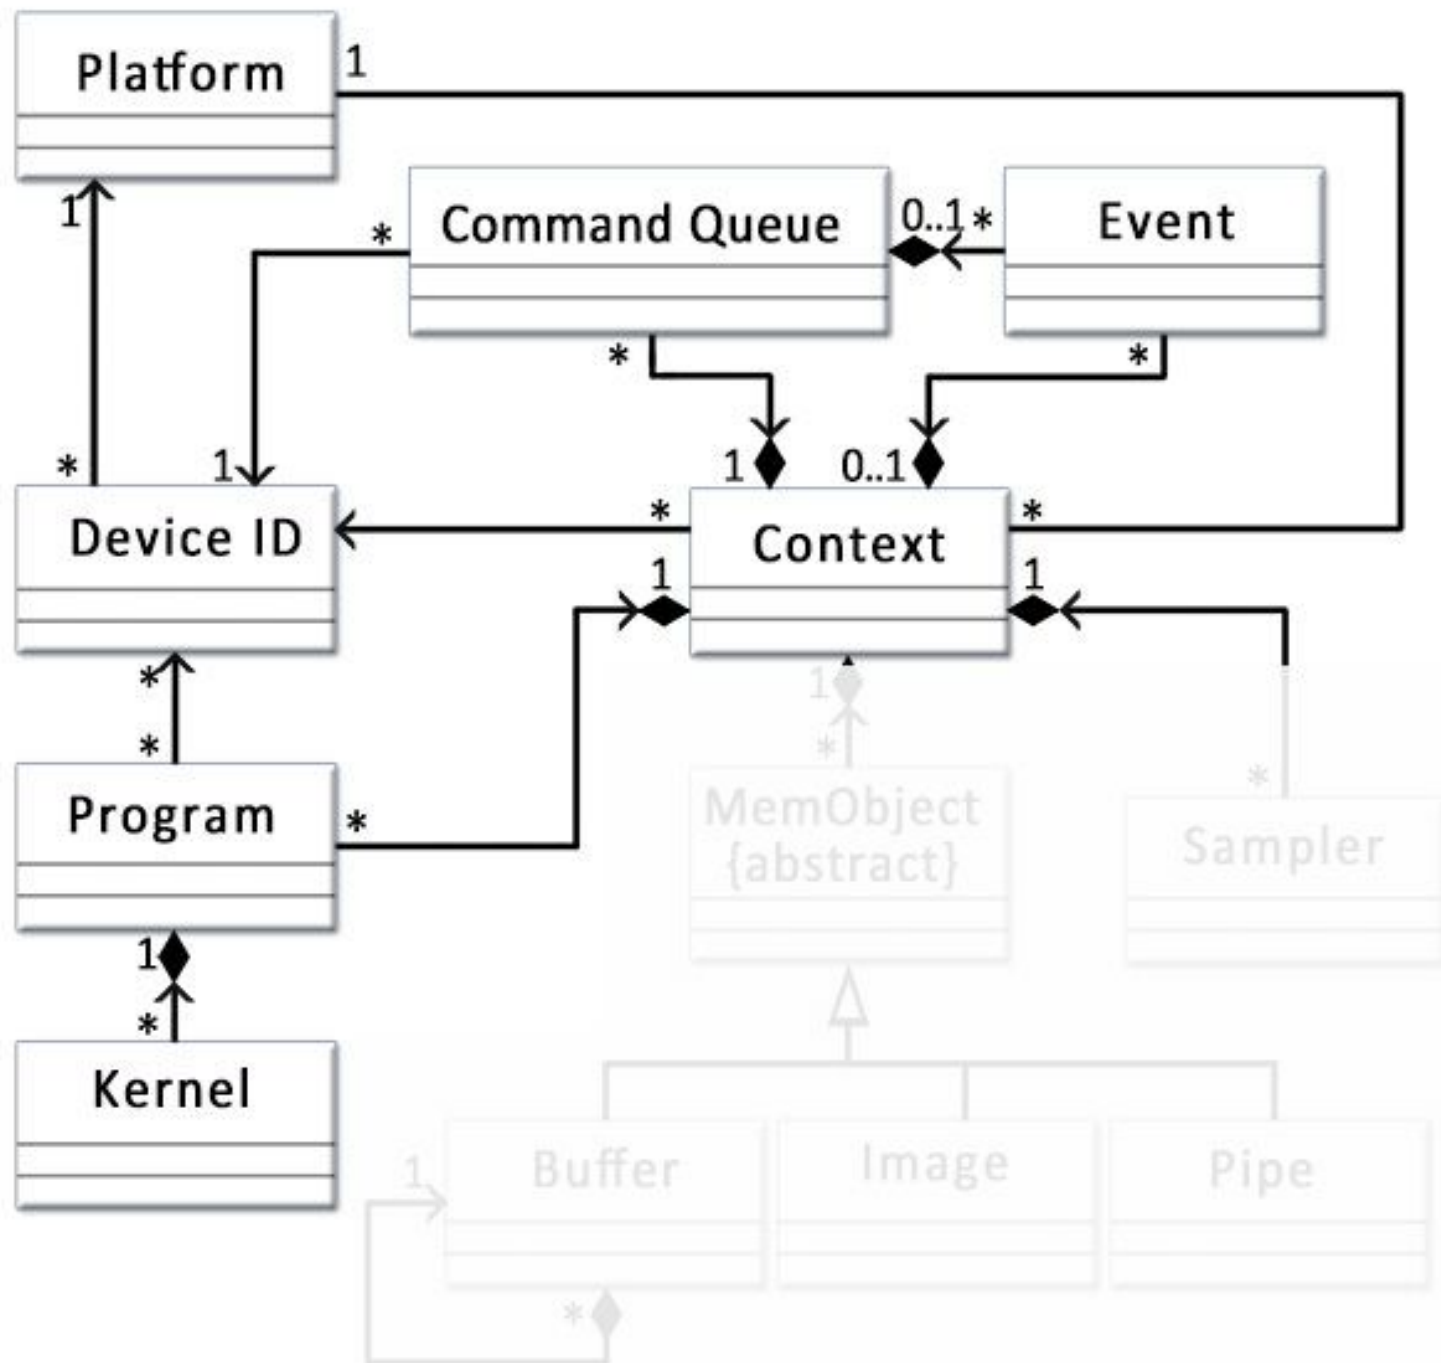 Platform
1
1
*
Command Queue
0..1
*
Event
*
*
*
1
1
0..1
Device ID
*
Context
*
1
1
*
1
*
*
*
MemObject
{abstract}
*
Program
*
Sampler
1
*
Kernel
1
Buffer
Image
Pipe
*